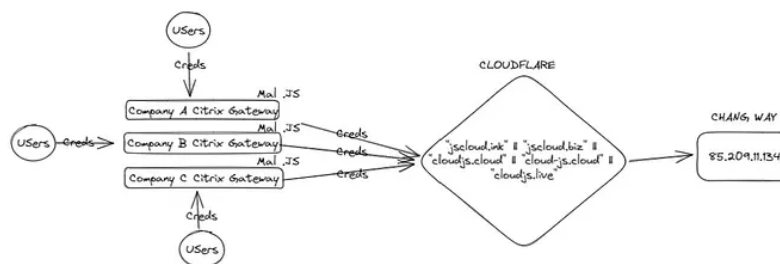 Users
Creds
CLOUDFLARE
Mal .JS
Company A Citrix Gateway
CHANG WAY
Mal .JS
Creds
Users
Creds
Company B Citrix Gateway
Creds
"jscloud.ink" || "jscloud.biz" ||
"cloudjs.cloud" || "cloud-js.cloud" ||
"cloudjs.live"
85.209.11.134
Mal .JS
Company C Citrix Gateway
Creds
Creds
Users